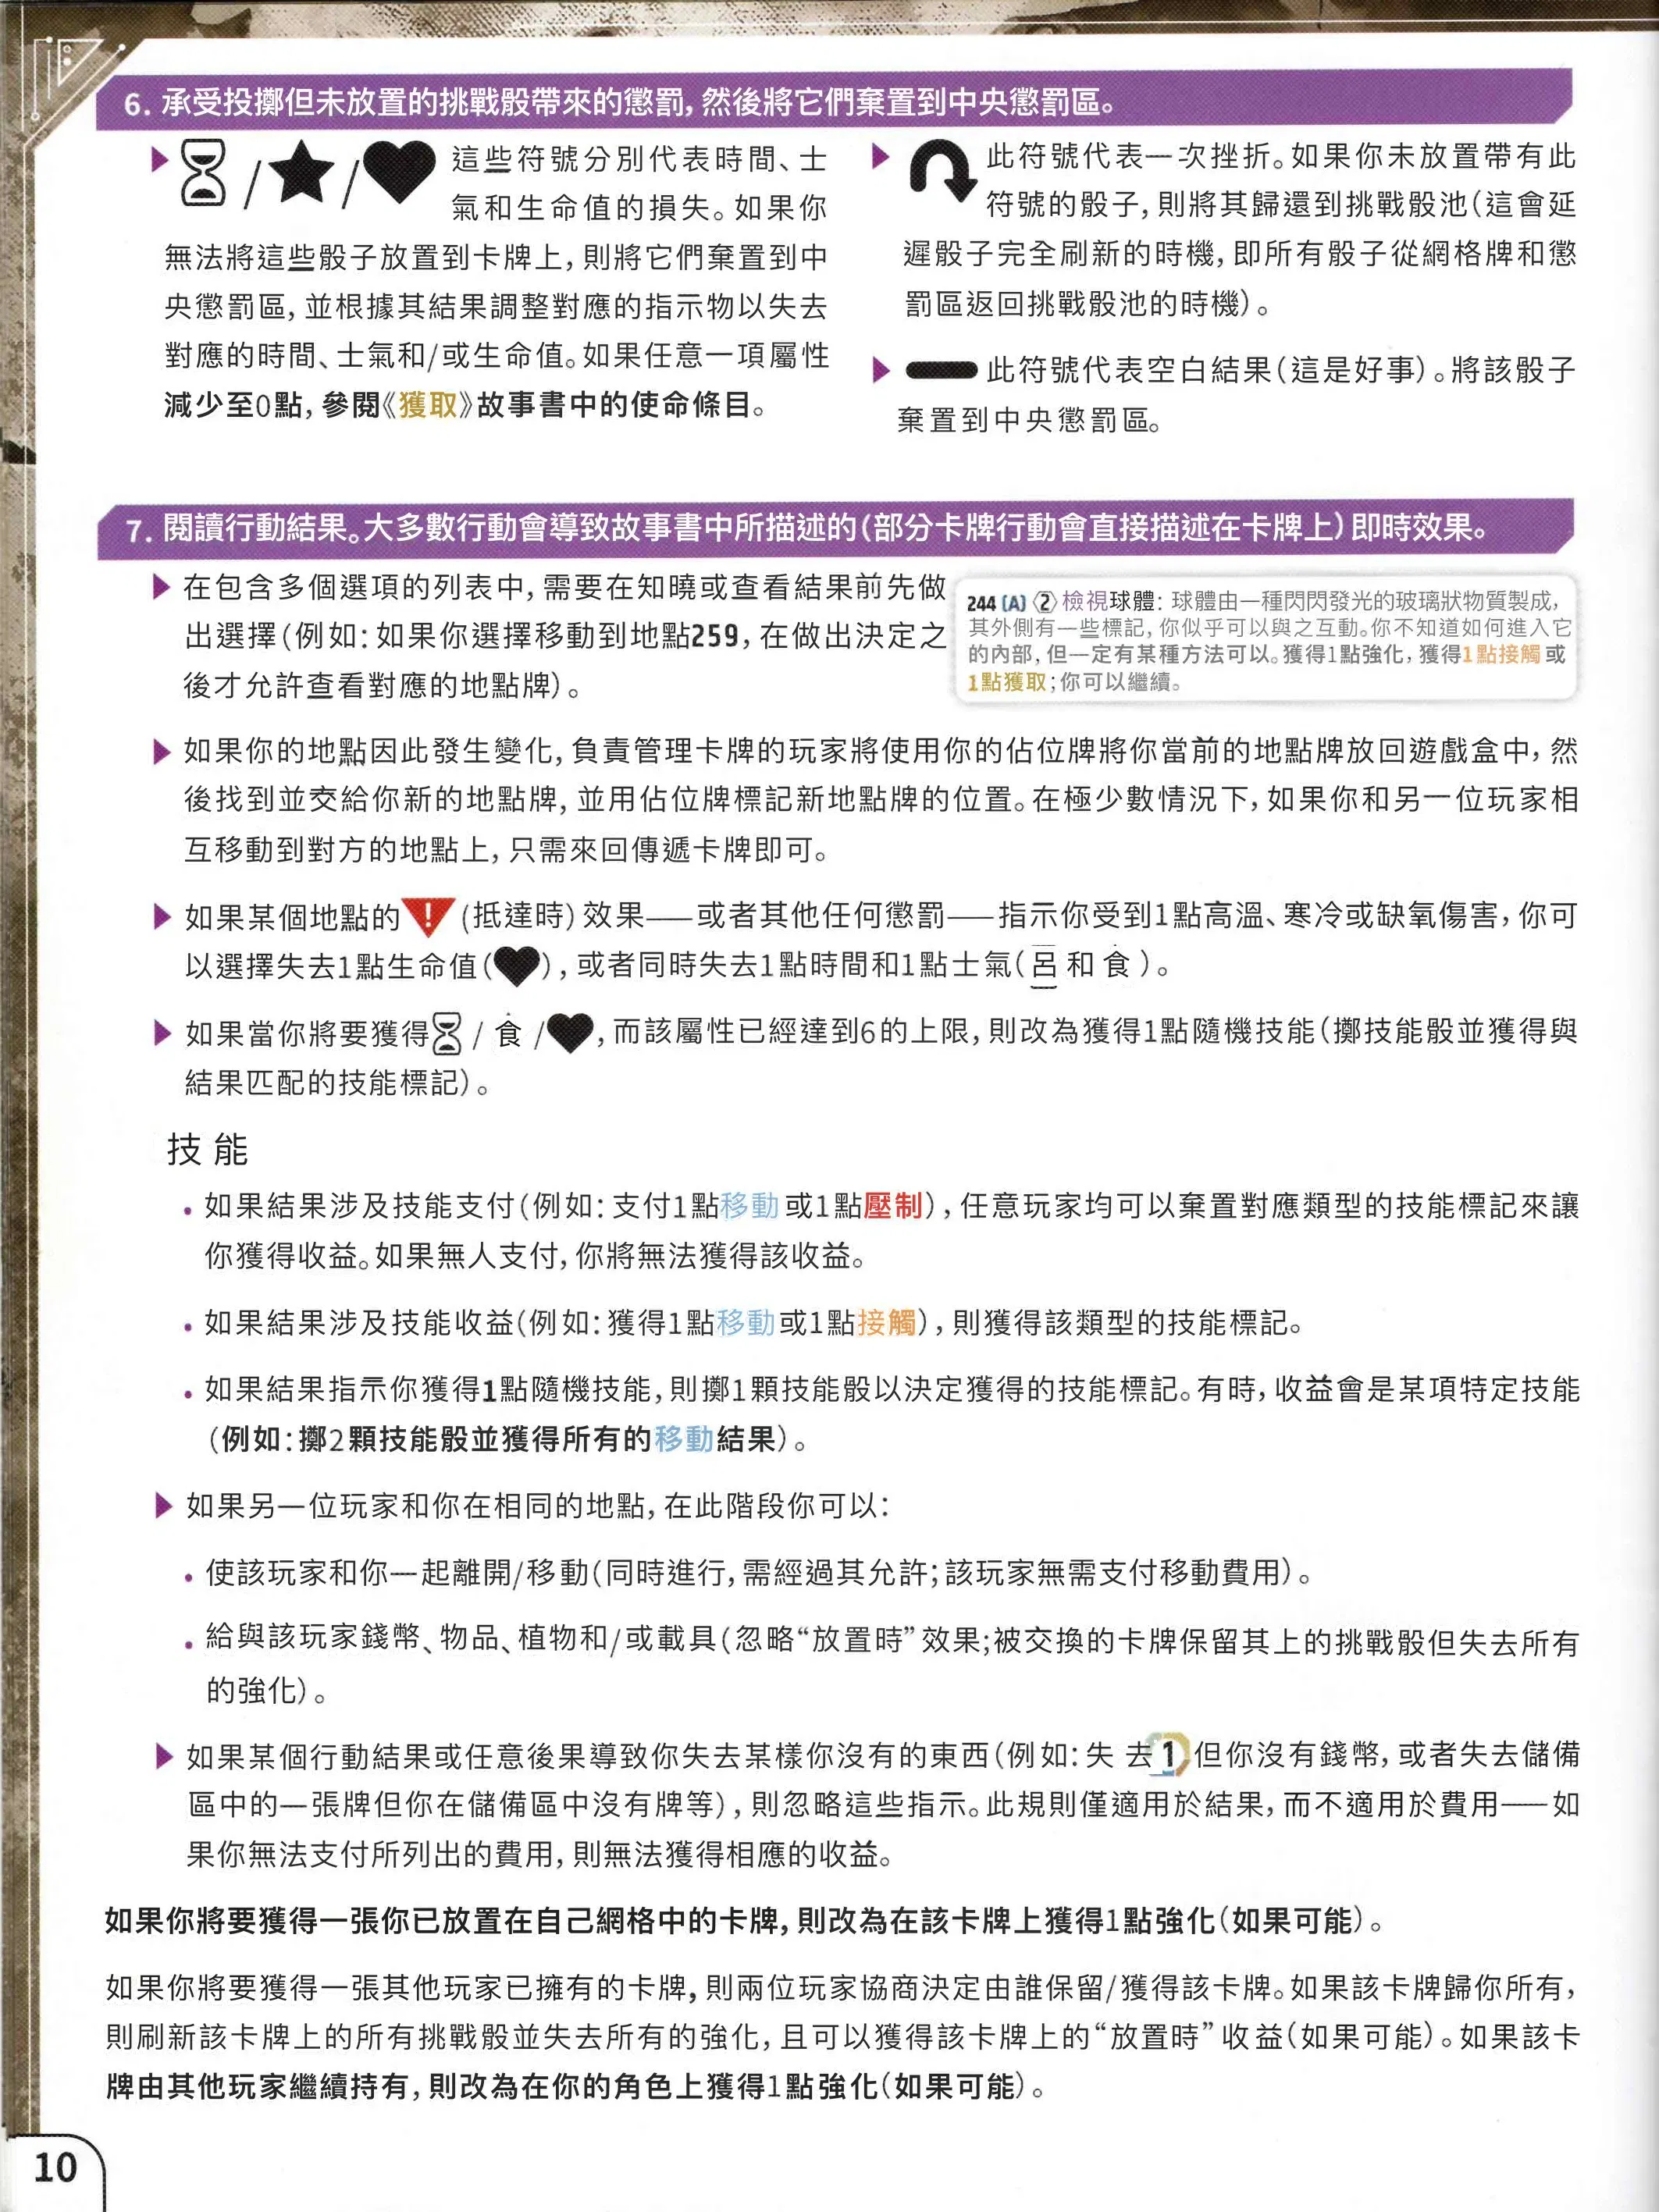 6. 承受投擲但未放置的挑戰骰帶來的懲罰，然後將它們棄置到中央懲罰區。
/ / 這些符號分別代表時間、士
氣和生命值的損失。如果你
無法將這些骰子放置到卡牌上，則將它們棄置到中
央懲罰區，並根據其結果調整對應的指示物以失去
對應的時間、士氣和/或生命值。如果任意一項屬性
減少至0點，參閱《獲取》故事書中的使命條目。
此符號代表一次挫折。如果你未放置帶有此
符號的骰子，則將其歸還到挑戰骰池（這會延
遲骰子完全刷新的時機，即所有骰子從網格牌和懲
罰區返回挑戰骰池的時機）。
此符號代表空白結果（這是好事）。將該骰子
棄置到中央懲罰區。
7. 閱讀行動結果。大多數行動會導致故事書中所描述的（部分卡牌行動會直接描述在卡牌上）即時效果。
在包含多個選項的列表中，需要在知曉或查看結果前先做
出選擇（例如：如果你選擇移動到地點259，在做出決定之
後才允許查看對應的地點牌）。
244 (A) 2 檢視球體：球體由一種閃閃發光的玻璃狀物質製成，
其外側有一些標記，你似乎可以與之互動。你不知道如何進入它
的內部，但一定有某種方法可以。獲得1點強化，獲得1點接觸或
1點獲取；你可以繼續。
如果你的地點因此發生變化，負責管理卡牌的玩家將使用你的佔位牌將你當前的地點牌放回遊戲盒中，然
後找到並交給你新的地點牌，並用佔位牌標記新地點牌的位置。在極少數情況下，如果你和另一位玩家相
互移動到對方的地點上，只需來回傳遞卡牌即可。
如果某個地點的 ! (抵達時) 效果——或者其他任何懲罰——指示你受到1點高溫、寒冷或缺氧傷害，你可
以選擇失去1點生命值（），或者同時失去1點時間和1點士氣（呂 和 食）。
如果當你將要獲得 / 食 / ，而該屬性已經達到6的上限，則改為獲得1點隨機技能（擲技能骰並獲得與
結果匹配的技能標記）。
技能
• 如果結果涉及技能支付（例如：支付1點移動或1點壓制），任意玩家均可以棄置對應類型的技能標記來讓
你獲得收益。如果無人支付，你將無法獲得該收益。
• 如果結果涉及技能收益（例如：獲得1點移動或1點接觸），則獲得該類型的技能標記。
• 如果結果指示你獲得1點隨機技能，則擲1顆技能骰以決定獲得的技能標記。有時，收益會是某項特定技能
（例如：擲2顆技能骰並獲得所有的移動結果）。
如果另一位玩家和你在相同的地點，在此階段你可以：
• 使該玩家和你一起離開/移動（同時進行，需經過其允許；該玩家無需支付移動費用）。
• 給與該玩家錢幣、物品、植物和/或載具（忽略“放置時”效果；被交換的卡牌保留其上的挑戰骰但失去所有
的強化）。
如果某個行動結果或任意後果導致你失去某樣你沒有的東西（例如：失去 1 但你沒有錢幣，或者失去儲備
區中的一張牌但你在儲備區中沒有牌等），則忽略這些指示。此規則僅適用於結果，而不適用於費用——如
果你無法支付所列出的費用，則無法獲得相應的收益。
如果你將要獲得一張你已放置在自己網格中的卡牌，則改為在該卡牌上獲得1點強化（如果可能）。
如果你將要獲得一張其他玩家已擁有的卡牌，則兩位玩家協商決定由誰保留/獲得該卡牌。如果該卡牌歸你所有，
則刷新該卡牌上的所有挑戰骰並失去所有的強化，且可以獲得該卡牌上的“放置時”收益（如果可能）。如果該卡
牌由其他玩家繼續持有，則改為在你的角色上獲得1點強化（如果可能）。
10